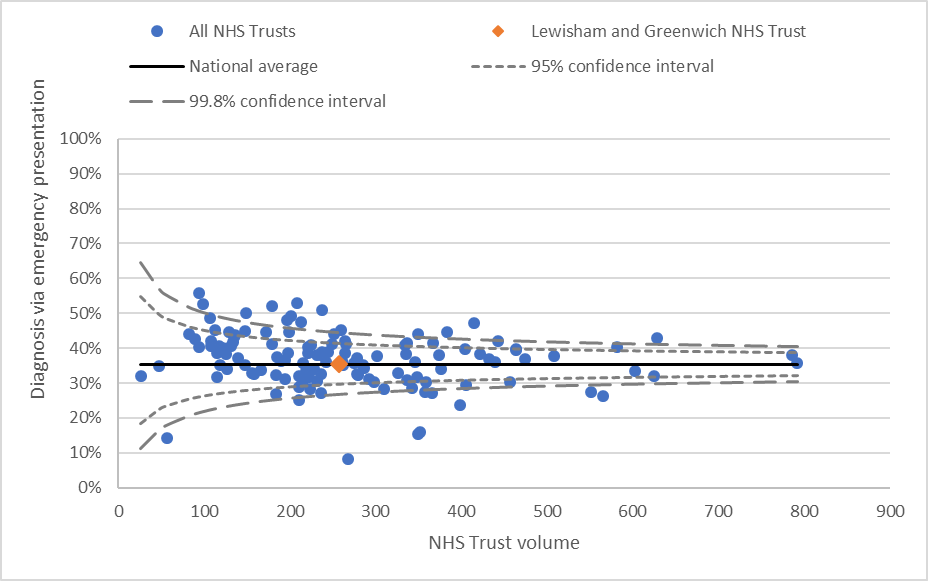 All NHS Trusts
Lewisham and Greenwich NHS Trust
National average
95% confidence interval
99.8% confidence interval
Diagnosis via emergency presentation
100%
90%
80%
70%
60%
50%
40%
30%
20%
10%
0%
0 100 200 300 400 500 600 700 800 900
NHS Trust volume